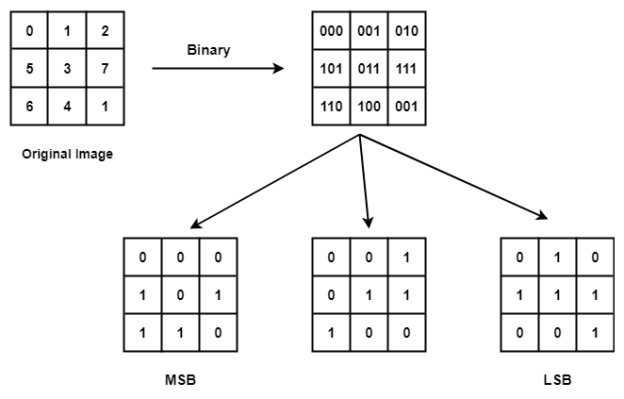 0 1 2
5 3 7
6 4 1
Original Image
Binary
000 001 010
101 011 111
110 100 001
0 0 0
1 0 1
1 1 0
MSB
0 0 1
0 1 1
1 0 0
0 1 0
1 1 1
0 0 1
LSB